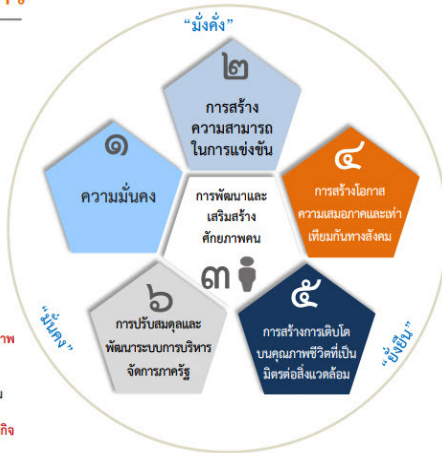 "มั่งคั่ง"
๒
การสร้าง
ความสามารถ
ในการแข่งขัน
๑
ความมั่นคง
การพัฒนาและ
เสริมสร้าง
ศักยภาพคน
๓
๔
การสร้างโอกาส
ความเสมอภาคและเท่า
เทียมกันทางสังคม
๖
การปรับสมดุลและ
พัฒนาระบบการบริหาร
จัดการภาครัฐ
๕
การสร้างการเติบโต
บนคุณภาพชีวิตที่เป็น
มิตรต่อสิ่งแวดล้อม
"มั่นคง"
"ยั่งยืน"